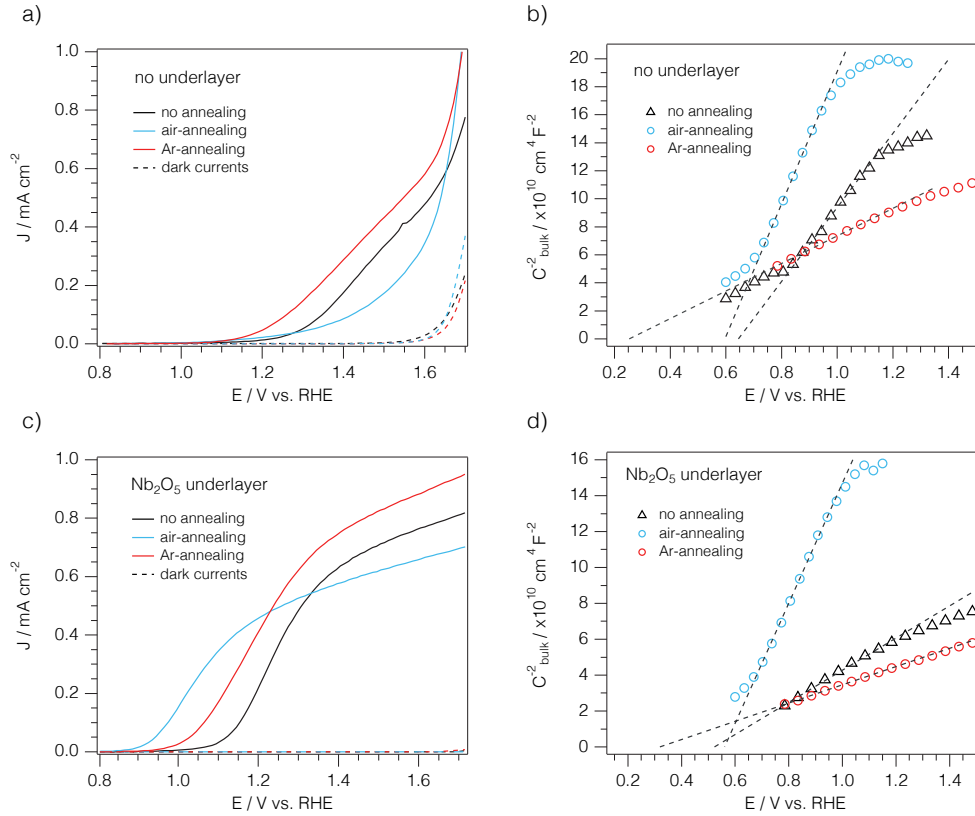 a)
1.0
0.8
0.6
0.4
0.2
0.0
J / mA cm⁻²
no underlayer
no annealing
air-annealing
Ar-annealing
dark currents
0.8 1.0 1.2 1.4 1.6
E / V vs. RHE
b)
20
18
16
14
12
10
8
6
4
2
0
C⁻²bulk / x10¹⁰ cm⁴ F⁻²
no underlayer
no annealing
air-annealing
Ar-annealing
0.2 0.4 0.6 0.8 1.0 1.2 1.4
E / V vs. RHE
c)
1.0
0.8
0.6
0.4
0.2
0.0
J / mA cm⁻²
Nb₂O₅ underlayer
no annealing
air-annealing
Ar-annealing
dark currents
0.8 1.0 1.2 1.4 1.6
E / V vs. RHE
d)
16
14
12
10
8
6
4
2
0
C⁻²bulk / x10¹⁰ cm⁴ F⁻²
Nb₂O₅ underlayer
no annealing
air-annealing
Ar-annealing
0.2 0.4 0.6 0.8 1.0 1.2 1.4
E / V vs. RHE